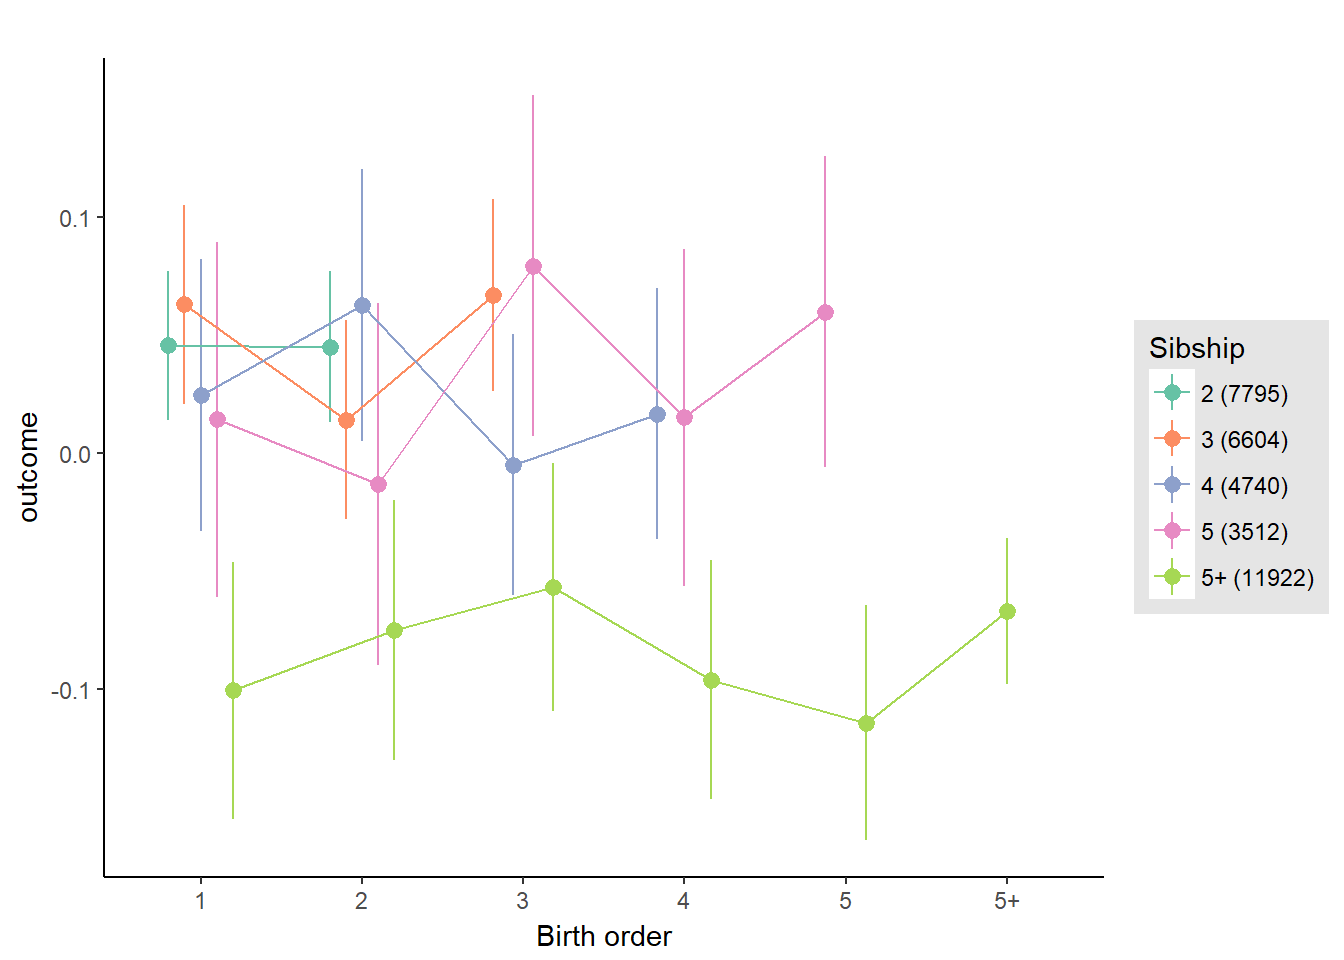 0.1
0.0
-0.1
outcome
1 2 3 4 5 5+
Birth order
Sibship
2 (7795)
3 (6604)
4 (4740)
5 (3512)
5+ (11922)